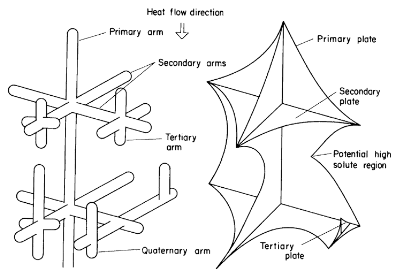 Heat flow direction
Primary arm
Primary plate
Secondary arms
Secondary
plate
Tertiary
arm
Potential high
solute region
Tertiary
plate
Quaternary arm